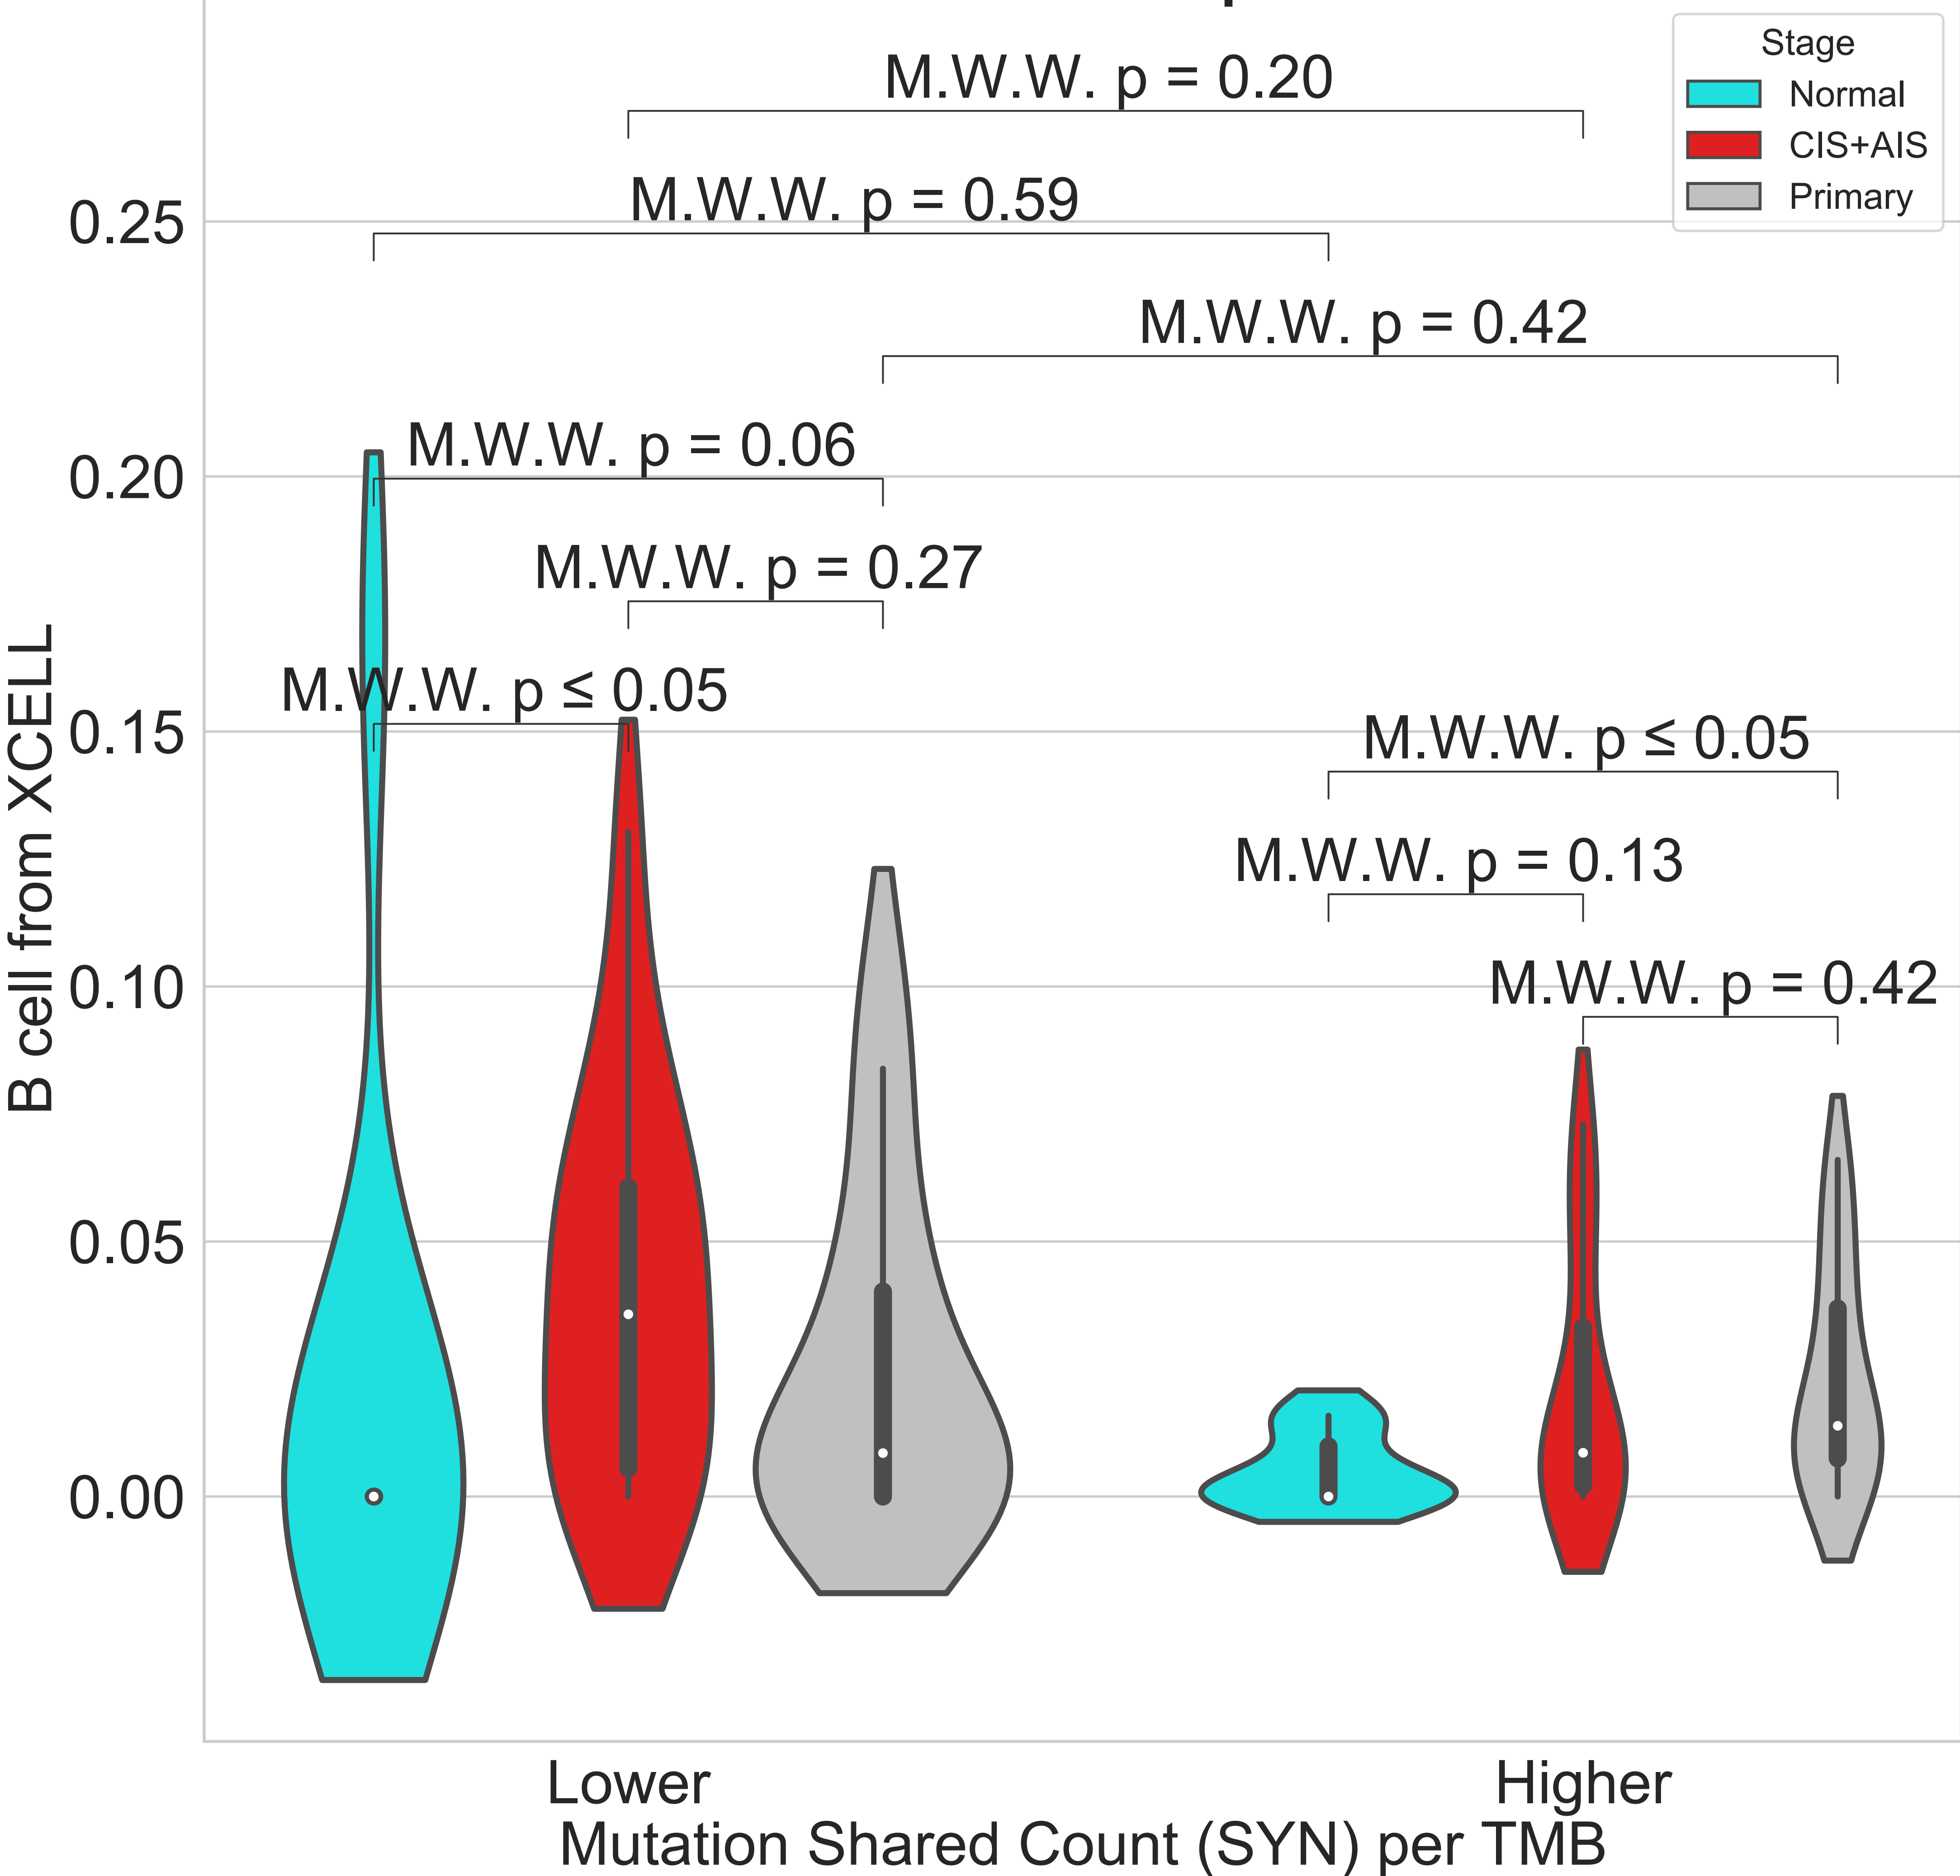 M.W.W. p = 0.20
Stage
Normal
CIS+AIS
Primary
M.W.W. p = 0.59
0.25
M.W.W. p = 0.42
M.W.W. p = 0.06
0.20
M.W.W. p = 0.27
M.W.W. p ≤ 0.05
0.15
M.W.W. p ≤ 0.05
M.W.W. p = 0.13
0.10
M.W.W. p = 0.42
0.05
0.00
B cell from XCELL
Lower
Higher
Mutation Shared Count (SYN) per TMB